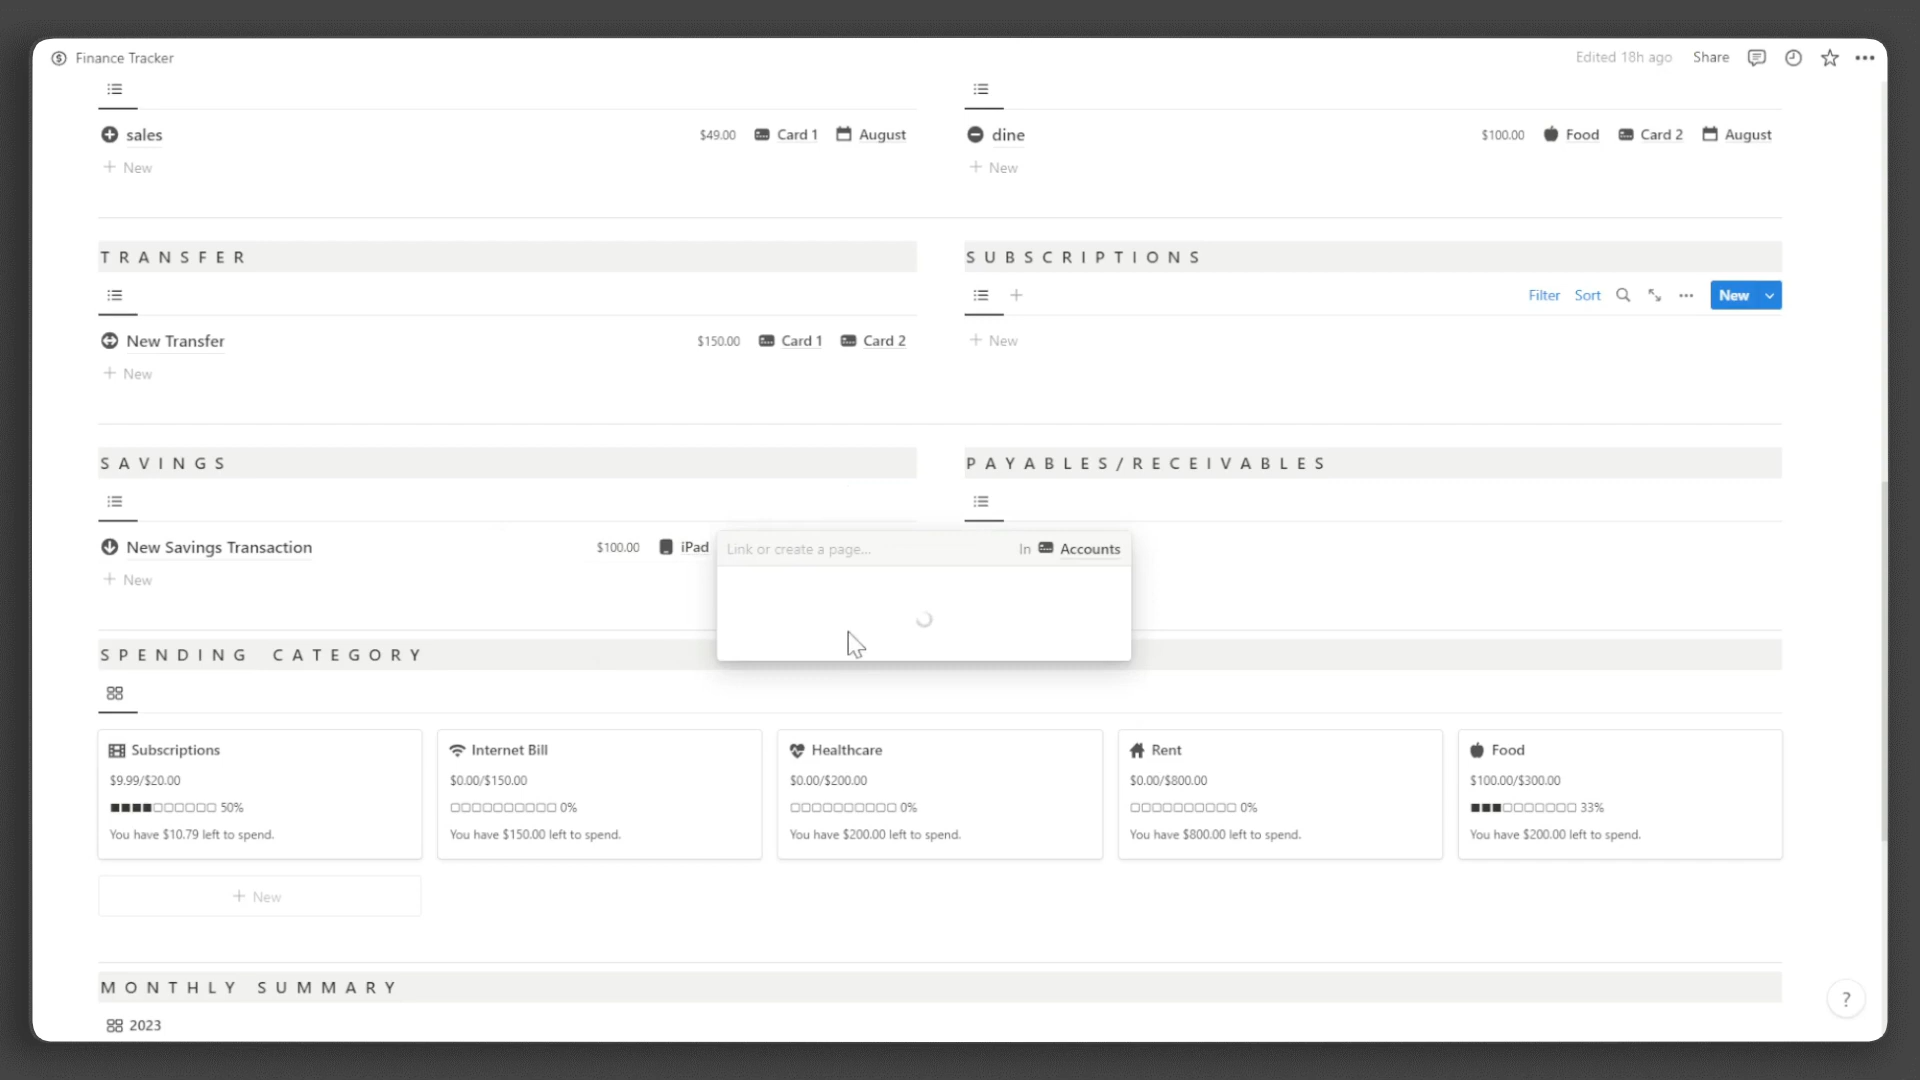 Finance Tracker
Edited 18h ago Share
sales $49.00 Card 1 August
+ New
dine $100.00 Food Card 2 August
+ New
TRANSFER
New Transfer $150.00 Card 1 Card 2
+ New
SUBSCRIPTIONS
Filter Sort New
+ New
SAVINGS
New Savings Transaction $100.00 iPad
+ New
PAYABLES/RECEIVABLES
Link or create a page... In Accounts
SPENDING CATEGORY
Subscriptions
$9.99/$20.00
■■■■□□□□□□ 50%
You have $10.79 left to spend.
Internet Bill
$0.00/$150.00
□□□□□□□□□□ 0%
You have $150.00 left to spend.
Healthcare
$0.00/$200.00
□□□□□□□□□□ 0%
You have $200.00 left to spend.
Rent
$0.00/$800.00
□□□□□□□□□□ 0%
You have $800.00 left to spend.
Food
$100.00/$300.00
■■■□□□□□□□ 33%
You have $200.00 left to spend.
+ New
MONTHLY SUMMARY
2023
?